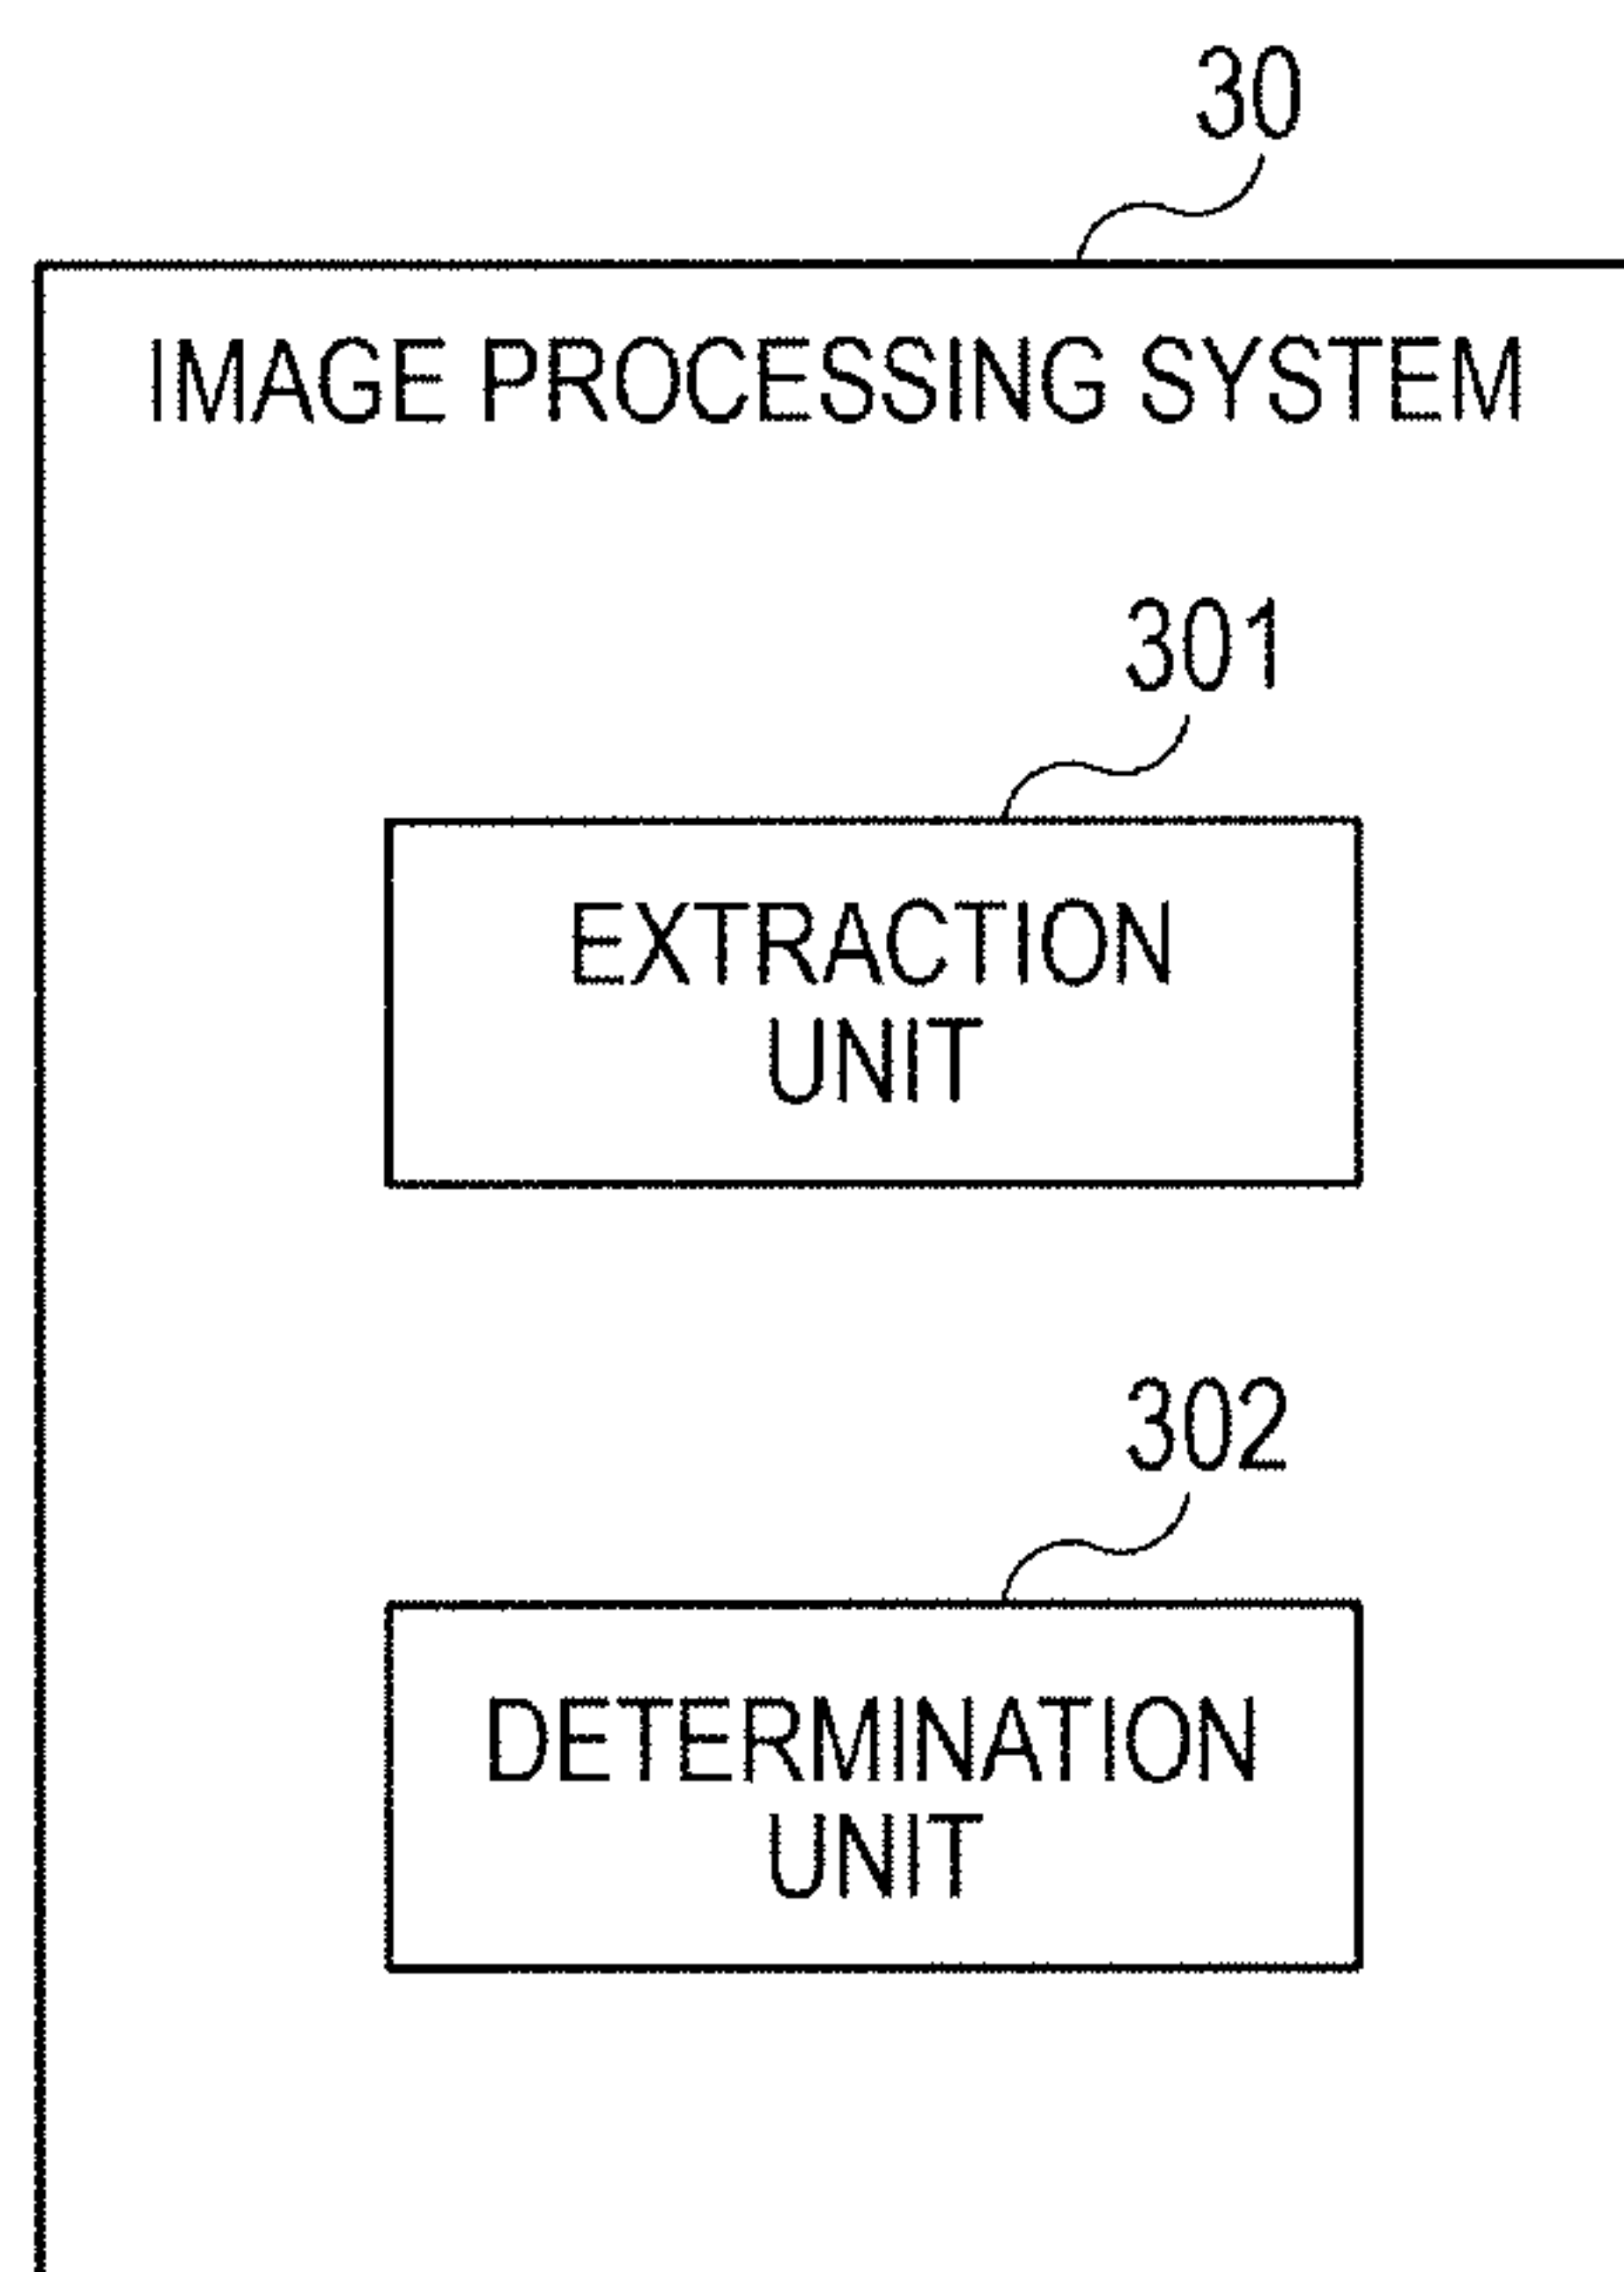 30
IMAGE PROCESSING SYSTEM
301
EXTRACTION
UNIT
302
DETERMINATION
UNIT